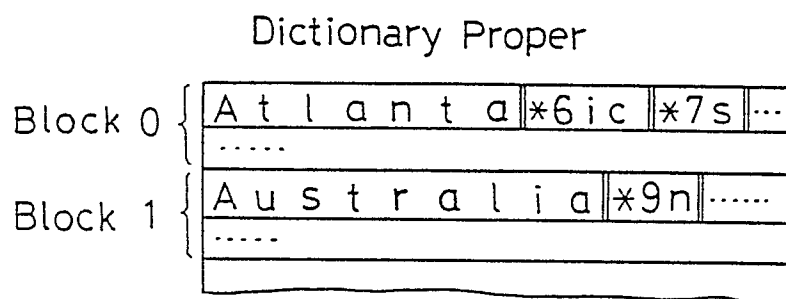 Dictionary Proper
Block 0 { Atlanta *6ic *7s ...
.....
Block 1 { Australia *9n ......
.....